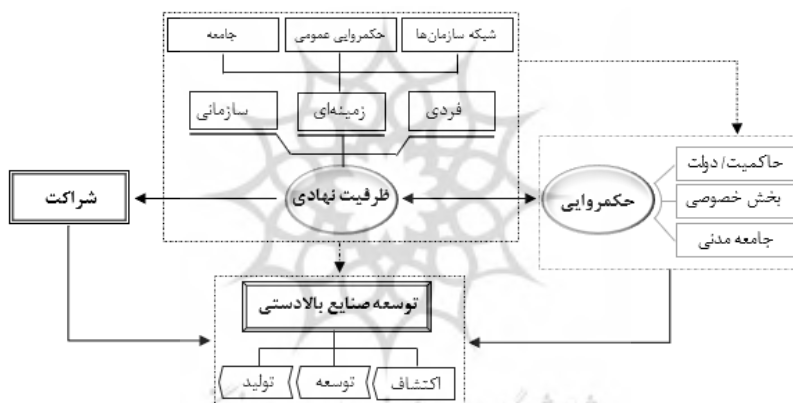 شبکه سازمان‌ها
حکمروایی عمومی
جامعه
فردی
زمینه‌ای
سازمانی
حاکمیت/ دولت
بخش خصوصی
جامعه مدنی
حکمروایی
ظرفیت نهادی
شراکت
توسعه صنایع بالادستی
اکتشاف
توسعه
تولید